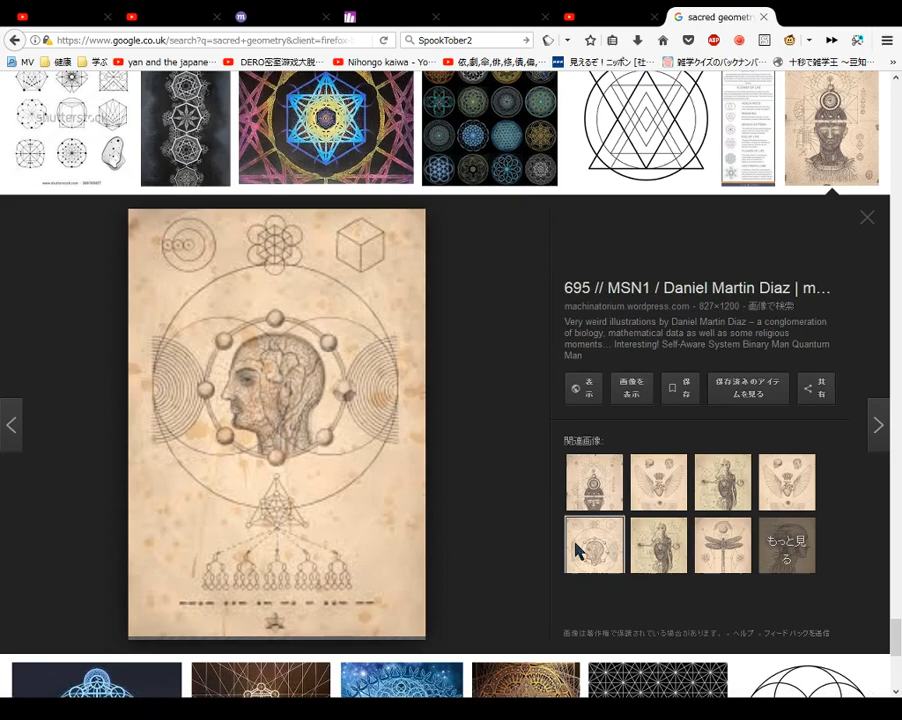 sacred geometr
https://www.google.co.uk/search?q=sacred+geometry&client=firefox-b
SpookTober2
ABP
MV
健康
学ぶ
yan and the japane…
DERO密室游戏大脱…
Nihongo kaiwa - Yo…
見えるぞ！ニッポン [社…
雑学クイズのバックナンバ…
十秒で雑学王 ～豆知…
shutterstock
695 // MSN1 / Daniel Martin Diaz | m...
machinatorium.wordpress.com - 827×1200 - 画像で検索
Very weird illustrations by Daniel Martin Diaz – a conglomeration
of biology, mathematical data as well as some religious
moments... Interesting! Self-Aware System Binary Man Quantum
Man
表示
画像を表示
保存
保存済みのアイテムを見る
共有
関連画像:
もっと見る
画像は著作権で保護されている場合があります。 - ヘルプ - フィードバックを送信